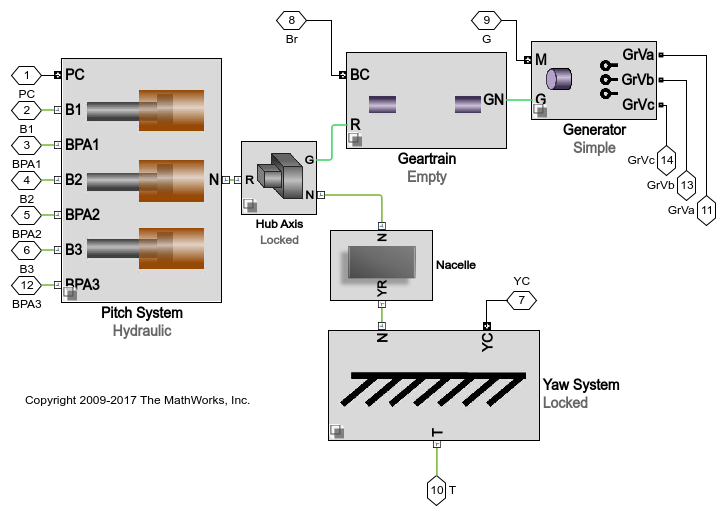 8
Br
9
G
1
PC
2
B1
3
BPA1
4
B2
5
BPA2
6
B3
12
BPA3
PC
B1
BPA1
B2
BPA2
B3
BPA3
N
Pitch System
Hydraulic
R
G
N
Hub Axis
Locked
BC
R
GN
Geartrain
Empty
M
G
GrVa
GrVb
GrVc
Generator
Simple
GrVc
14
GrVb
13
GrVa
11
N
YR
Nacelle
YC
7
N
YC
T
Yaw System
Locked
10
T
Copyright 2009-2017 The MathWorks, Inc.